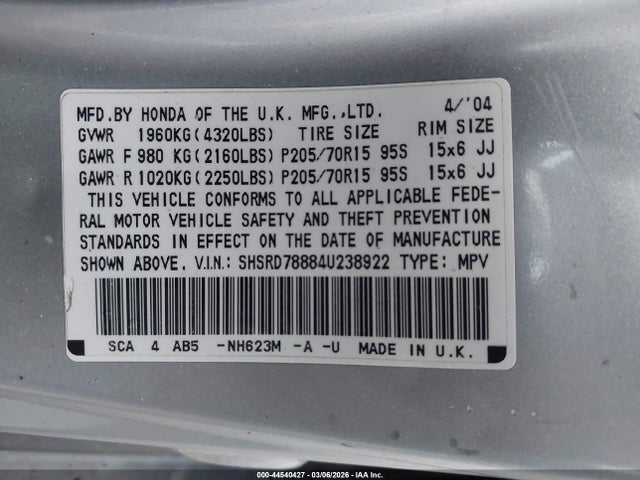 MFD.BY HONDA OF THE U.K. MFG.,LTD. 4/'04
GVWR 1960KG(4320LBS) TIRE SIZE RIM SIZE
GAWR F 980 KG(2160LBS) P205/70R15 95S 15x6 JJ
GAWR R 1020KG(2250LBS) P205/70R15 95S 15x6 JJ
THIS VEHICLE CONFORMS TO ALL APPLICABLE FEDE-
RAL MOTOR VEHICLE SAFETY AND THEFT PREVENTION
STANDARDS IN EFFECT ON THE DATE OF MANUFACTURE
SHOWN ABOVE. V.I.N: SHSRD78884U238922 TYPE: MPV
SCA 4 AB5 -NH623M -A -U MADE IN U.K.
000-44540427 | 03/06/2026 | IAA Inc.